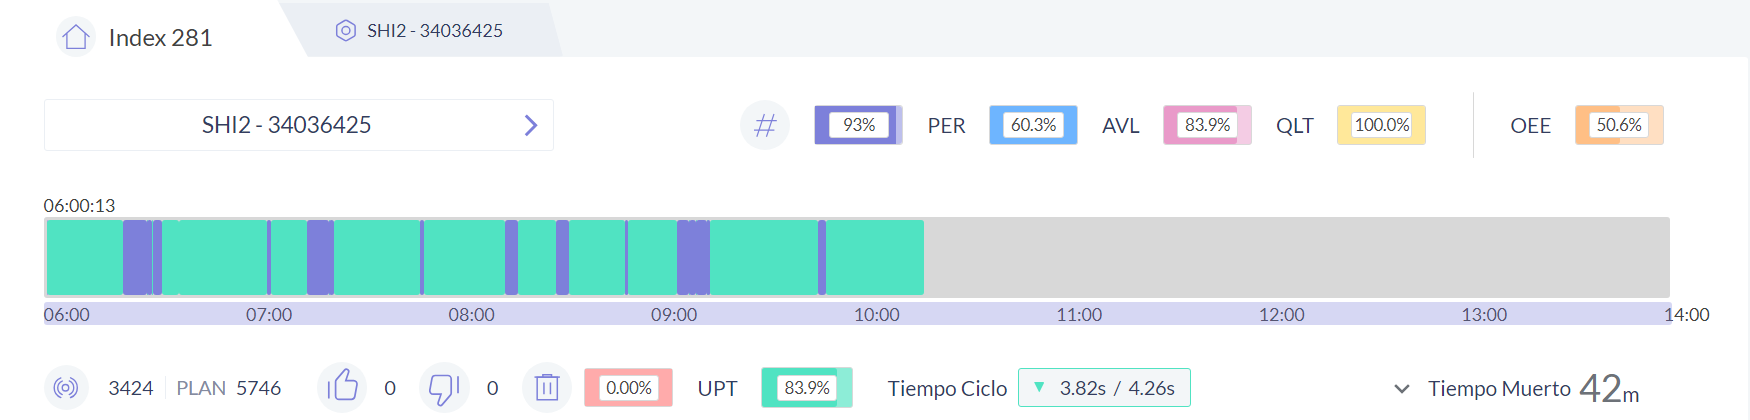 Index 281
SHI2 - 34036425
SHI2 - 34036425
93% PER 60.3% AVL 83.9% QLT 100.0% OEE 50.6%
06:00:13
06:00 07:00 08:00 09:00 10:00 11:00 12:00 13:00 14:00
3424 PLAN 5746 0 0 0.00% UPT 83.9% Tiempo Ciclo 3.82s / 4.26s Tiempo Muerto 42m